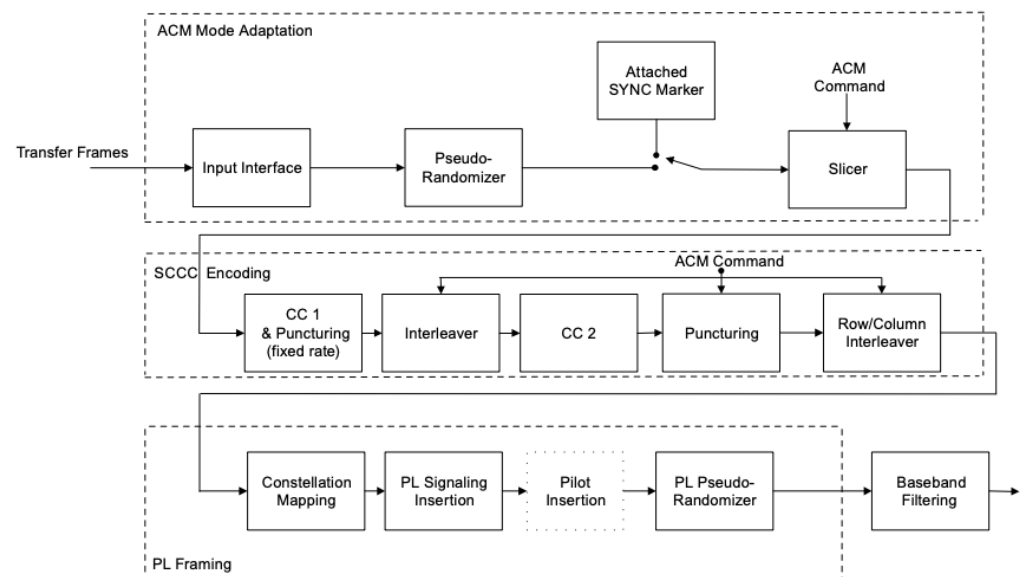 ACM Mode Adaptation
Attached
SYNC Marker
ACM
Command
Transfer Frames
Input Interface
Pseudo-
Randomizer
Slicer
SCCC Encoding
ACM Command
CC 1
& Puncturing
(fixed rate)
Interleaver
CC 2
Puncturing
Row/Column
Interleaver
Constellation
Mapping
PL Signaling
Insertion
Pilot
Insertion
PL Pseudo-
Randomizer
Baseband
Filtering
PL Framing